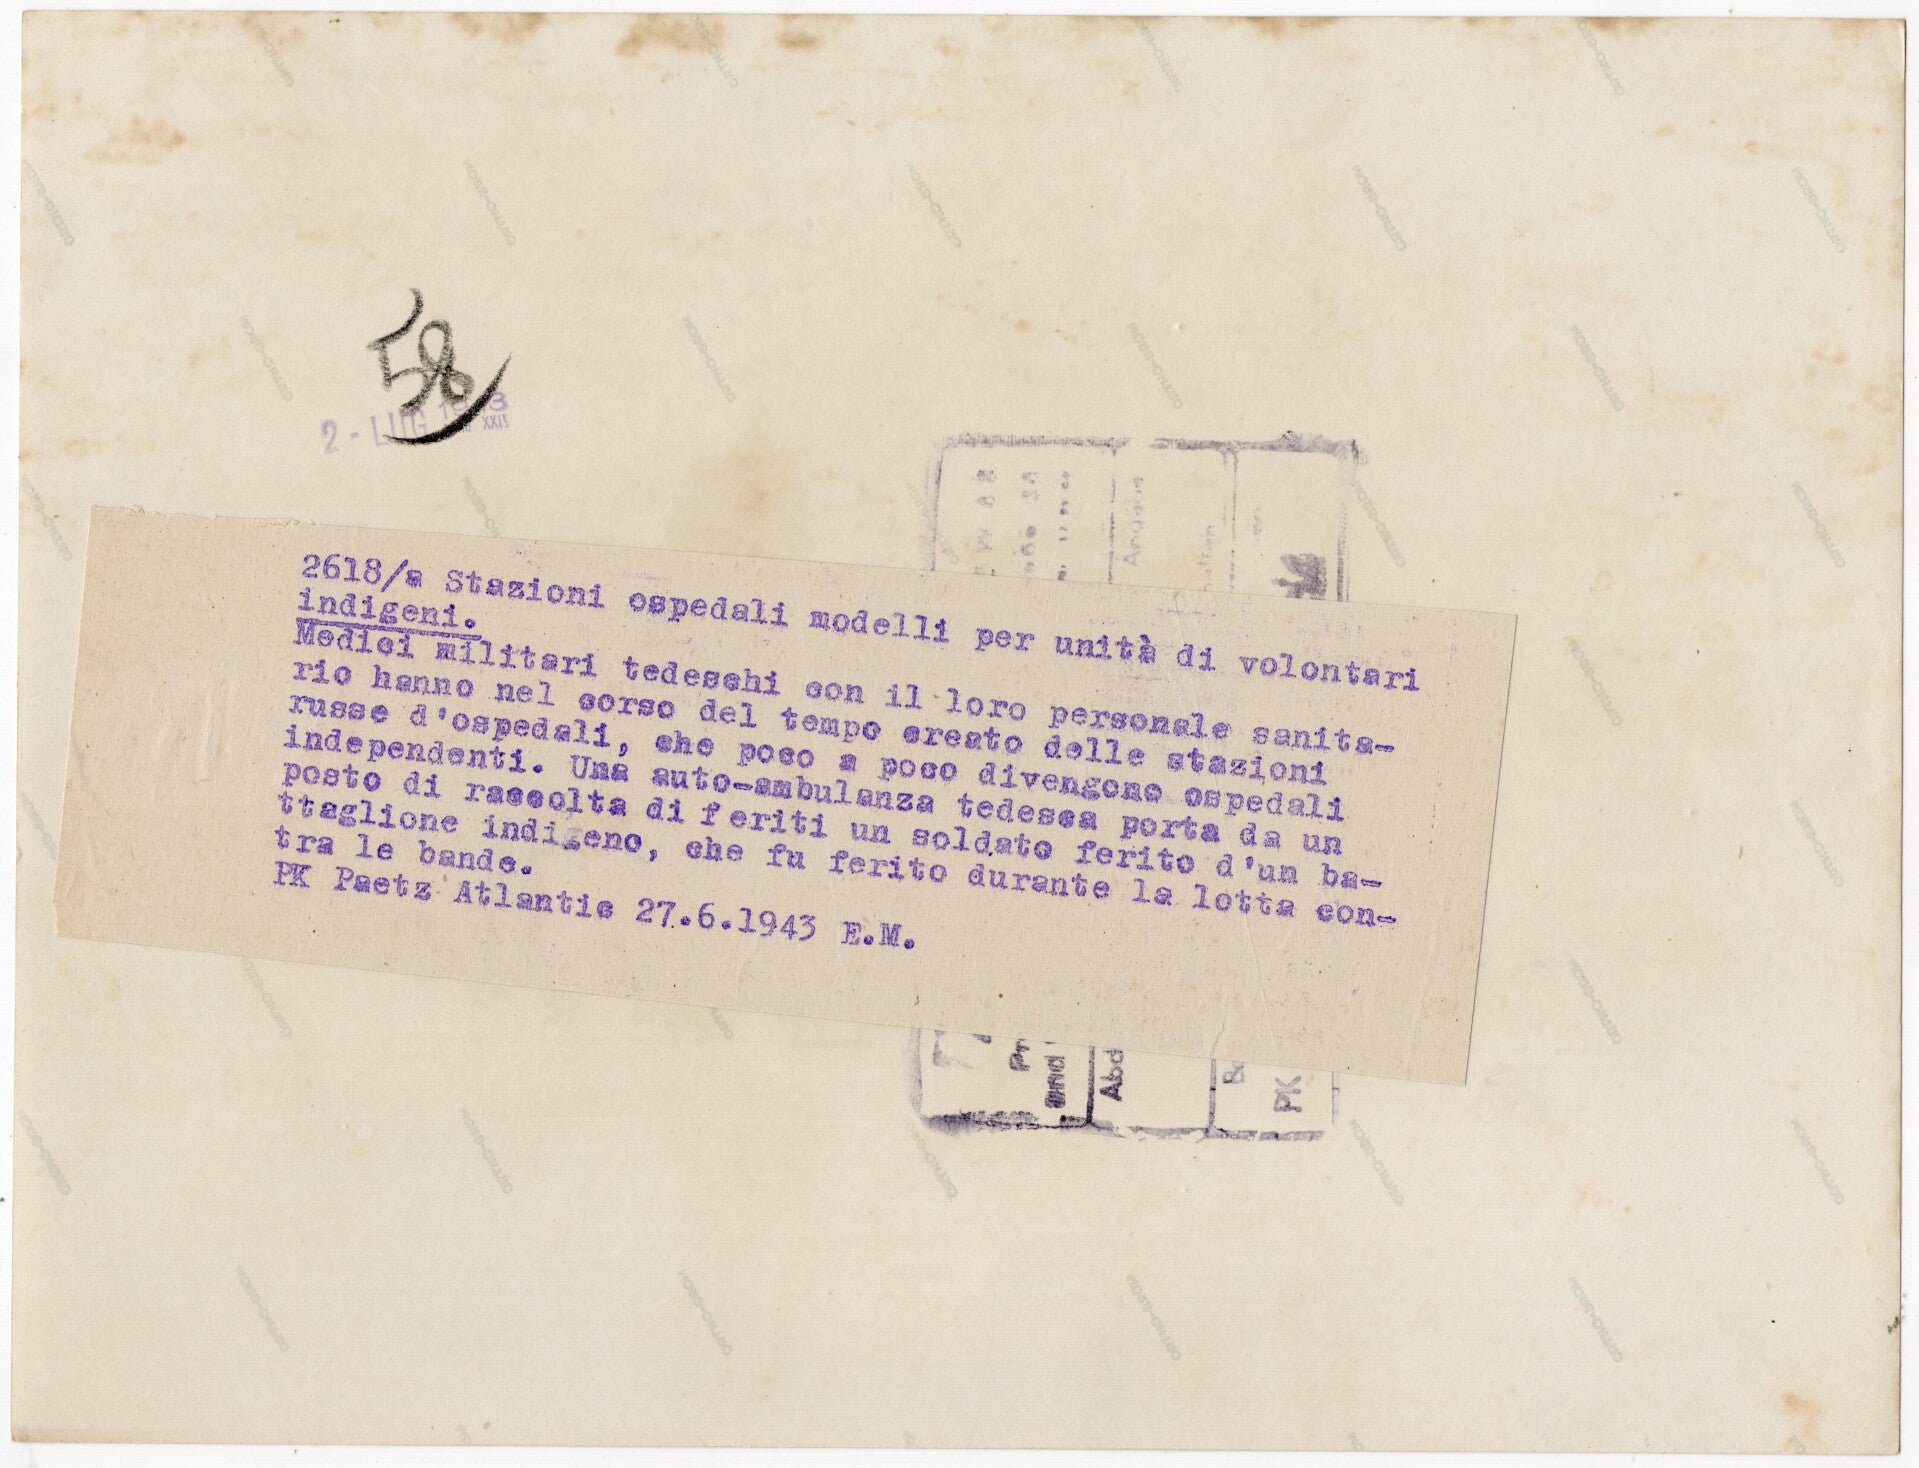 58
2 - LUG 1943
XXI
2618/a Stazioni ospedali modelli per unità di volontari
indigeni.
Medici militari tedeschi con il loro personale sanita-
rio hanno nel corso del tempo creato delle stazioni
russe d'ospedali, che poco a poco divengono ospedali
independenti. Una auto-ambulanza tedesca porta da un
posto di raccolta di feriti un soldato ferito d'un ba-
ttaglione indigeno, che fu ferito durante la lotta con-
tra le bande.
PK Paetz Atlantic 27.6.1943 E.M.
und
Abd
PK